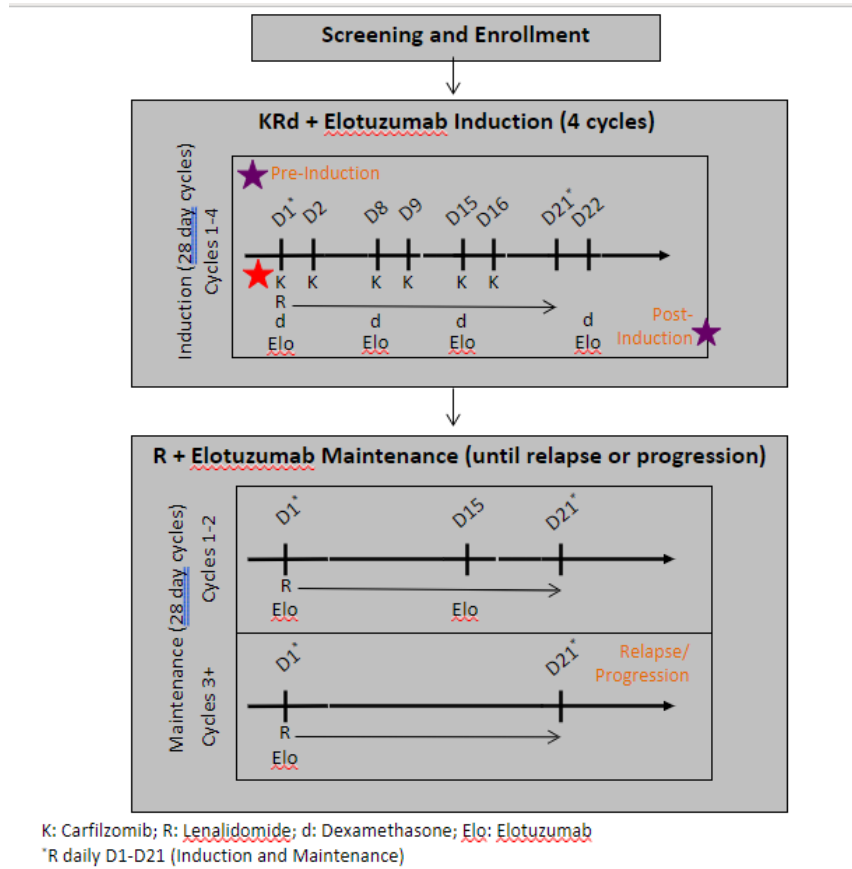 Screening and Enrollment
KRd + Elotuzumab Induction (4 cycles)
Induction (28 day cycles)
Cycles 1-4
Pre-Induction
D1* D2 D8 D9 D15 D16 D21* D22
K K K K K K
R
d d d d
Elo Elo Elo Elo
Post-
Induction
R + Elotuzumab Maintenance (until relapse or progression)
Maintenance (28 day cycles)
Cycles 1-2
D1* D15 D21*
R
Elo Elo
Cycles 3+
D1* D21*
Relapse/
Progression
R
Elo
K: Carfilzomib; R: Lenalidomide; d: Dexamethasone; Elo: Elotuzumab
*R daily D1-D21 (Induction and Maintenance)